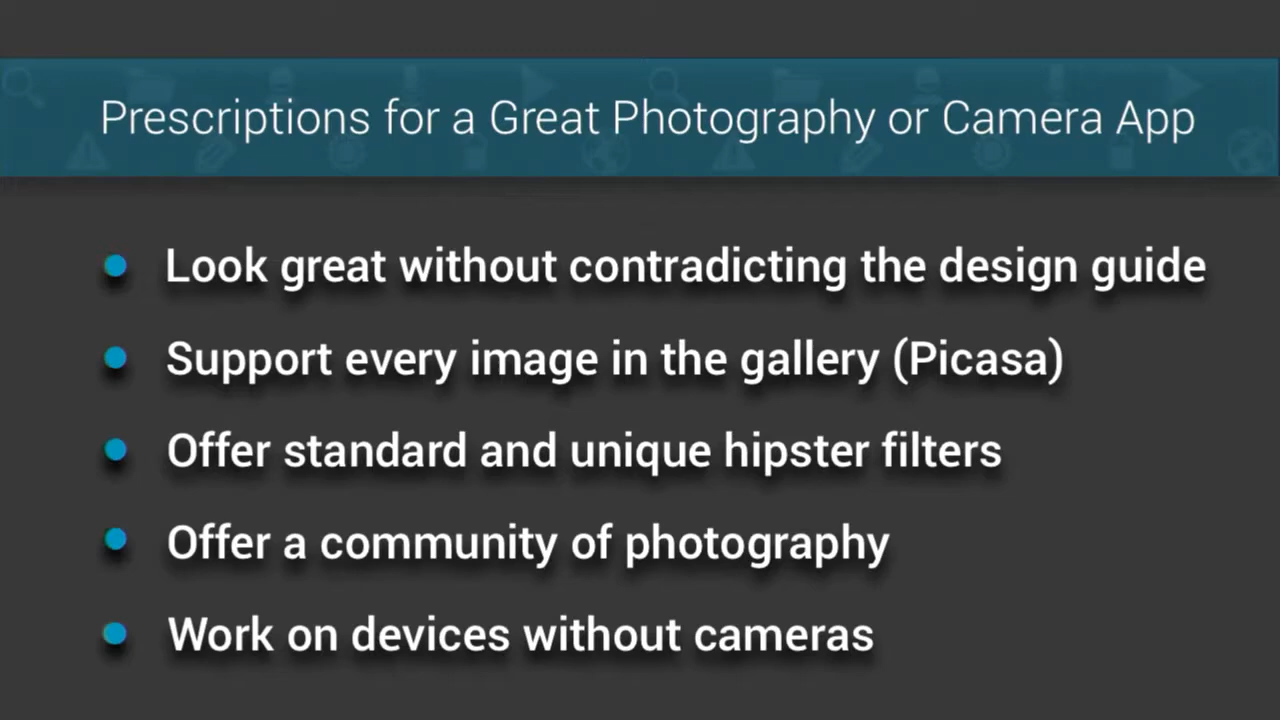 Prescriptions for a Great Photography or Camera App
Look great without contradicting the design guide
Support every image in the gallery (Picasa)
Offer standard and unique hipster filters
Offer a community of photography
Work on devices without cameras